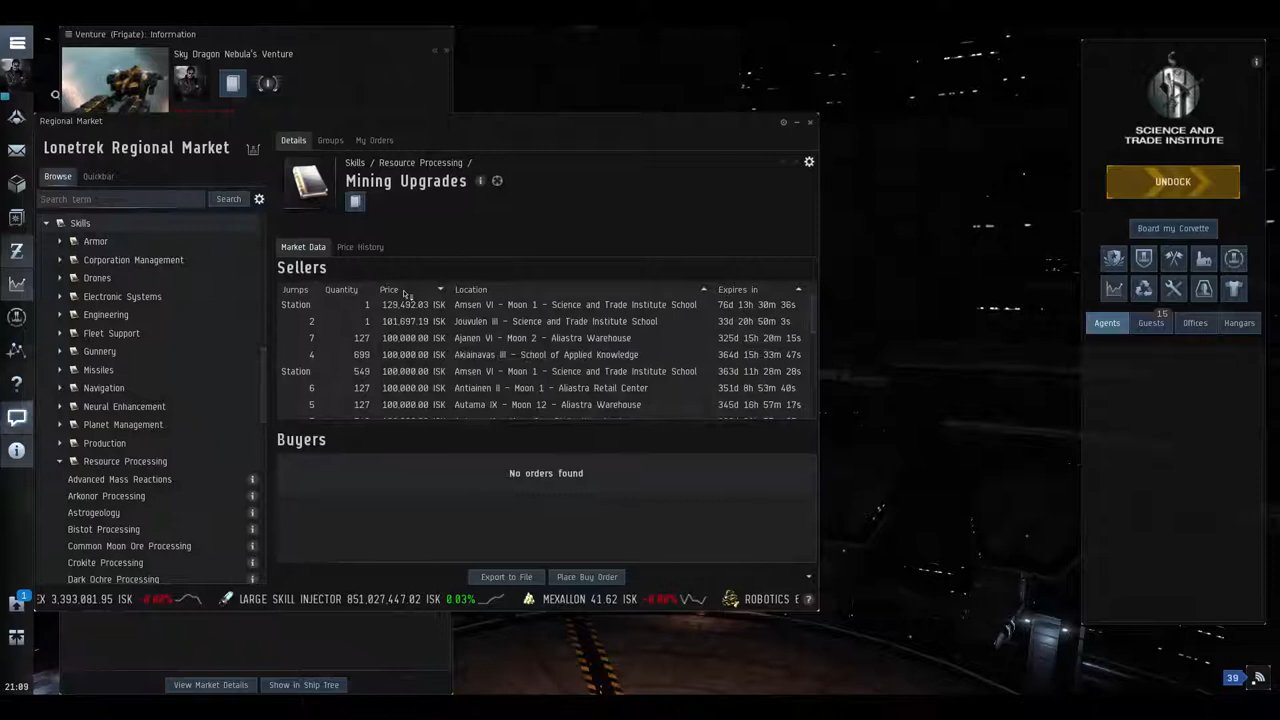 Venture (Frigate): Information
Sky Dragon Nebula's Venture
Regional Market
Lonetrek Regional Market
Browse Quickbar
Search term Search
Skills
Armor
Corporation Management
Drones
Electronic Systems
Engineering
Fleet Support
Gunnery
Missiles
Navigation
Neural Enhancement
Planet Management
Production
Resource Processing
Advanced Mass Reactions
Arkonor Processing
Astrogeology
Bistot Processing
Common Moon Ore Processing
Crokite Processing
Dark Ochre Processing
Details Groups My Orders
Skills / Resource Processing /
Mining Upgrades
Market Data Price History
Sellers
Jumps Quantity Price Location Expires in
Station 1 129,492.03 ISK Amsen VI - Moon 1 - Science and Trade Institute School 76d 13h 30m 36s
2 1 101,697.19 ISK Jouvulen III - Science and Trade Institute School 33d 20h 50m 3s
7 127 100,000.00 ISK Ajanen VI - Moon 2 - Aliastra Warehouse 325d 15h 20m 15s
4 699 100,000.00 ISK Akiainavas III - School of Applied Knowledge 364d 15h 33m 47s
Station 549 100,000.00 ISK Amsen VI - Moon 1 - Science and Trade Institute School 363d 11h 28m 28s
6 127 100,000.00 ISK Antiainen II - Moon 1 - Aliastra Retail Center 351d 8h 53m 40s
5 127 100,000.00 ISK Autama IX - Moon 12 - Aliastra Warehouse 345d 16h 57m 17s
Buyers
No orders found
Export to File Place Buy Order
EX 3,393,081.95 ISK LARGE SKILL INJECTOR 851,027,447.02 ISK 0.03% MEXALLON 41.62 ISK ROBOTICS
View Market Details Show in Ship Tree
SCIENCE AND
TRADE INSTITUTE
UNDOCK
Board my Corvette
15
Agents Guests Offices Hangars
1
21:09
39